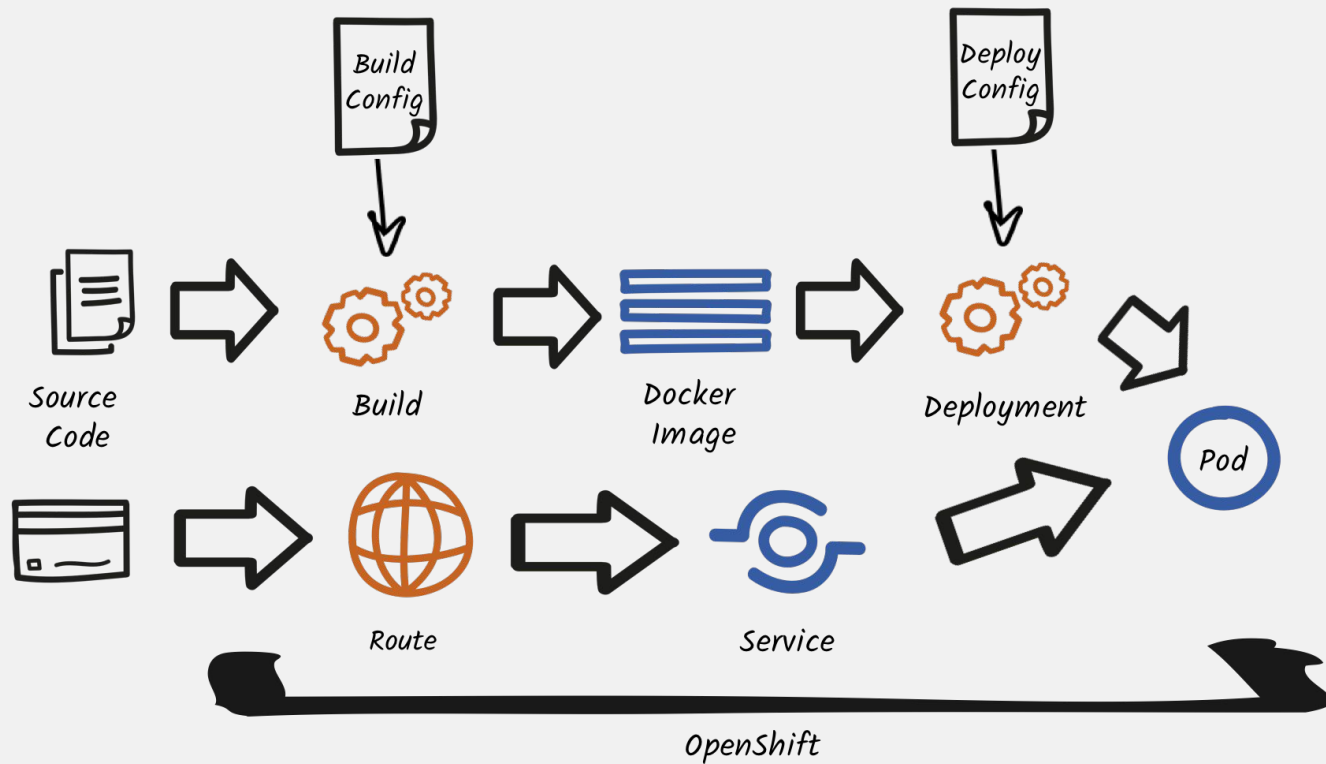 Build
Config
Deploy
Config
Source
Code
Build
Docker
Image
Deployment
Pod
Route
Service
OpenShift